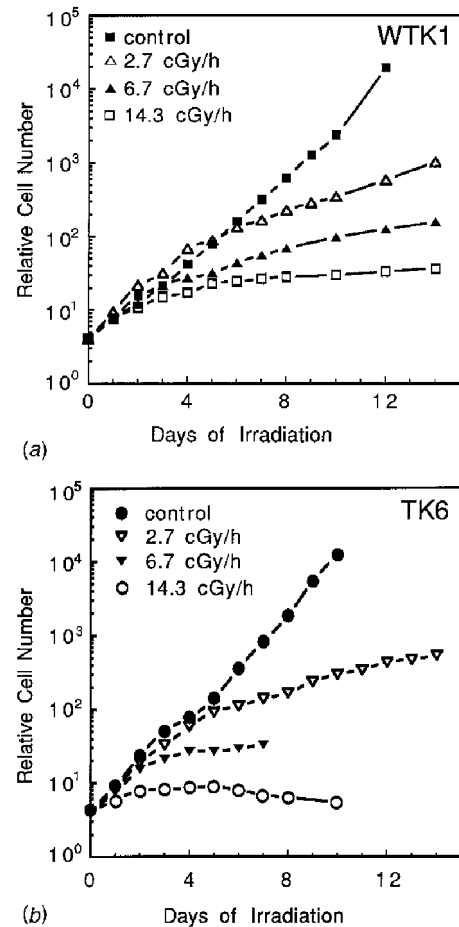 WTK1
control
2.7 cGy/h
6.7 cGy/h
14.3 cGy/h
Relative Cell Number
10^5
10^4
10^3
10^2
10^1
10^0
0 4 8 12
Days of Irradiation
(a)
TK6
control
2.7 cGy/h
6.7 cGy/h
14.3 cGy/h
Relative Cell Number
10^5
10^4
10^3
10^2
10^1
10^0
0 4 8 12
Days of Irradiation
(b)